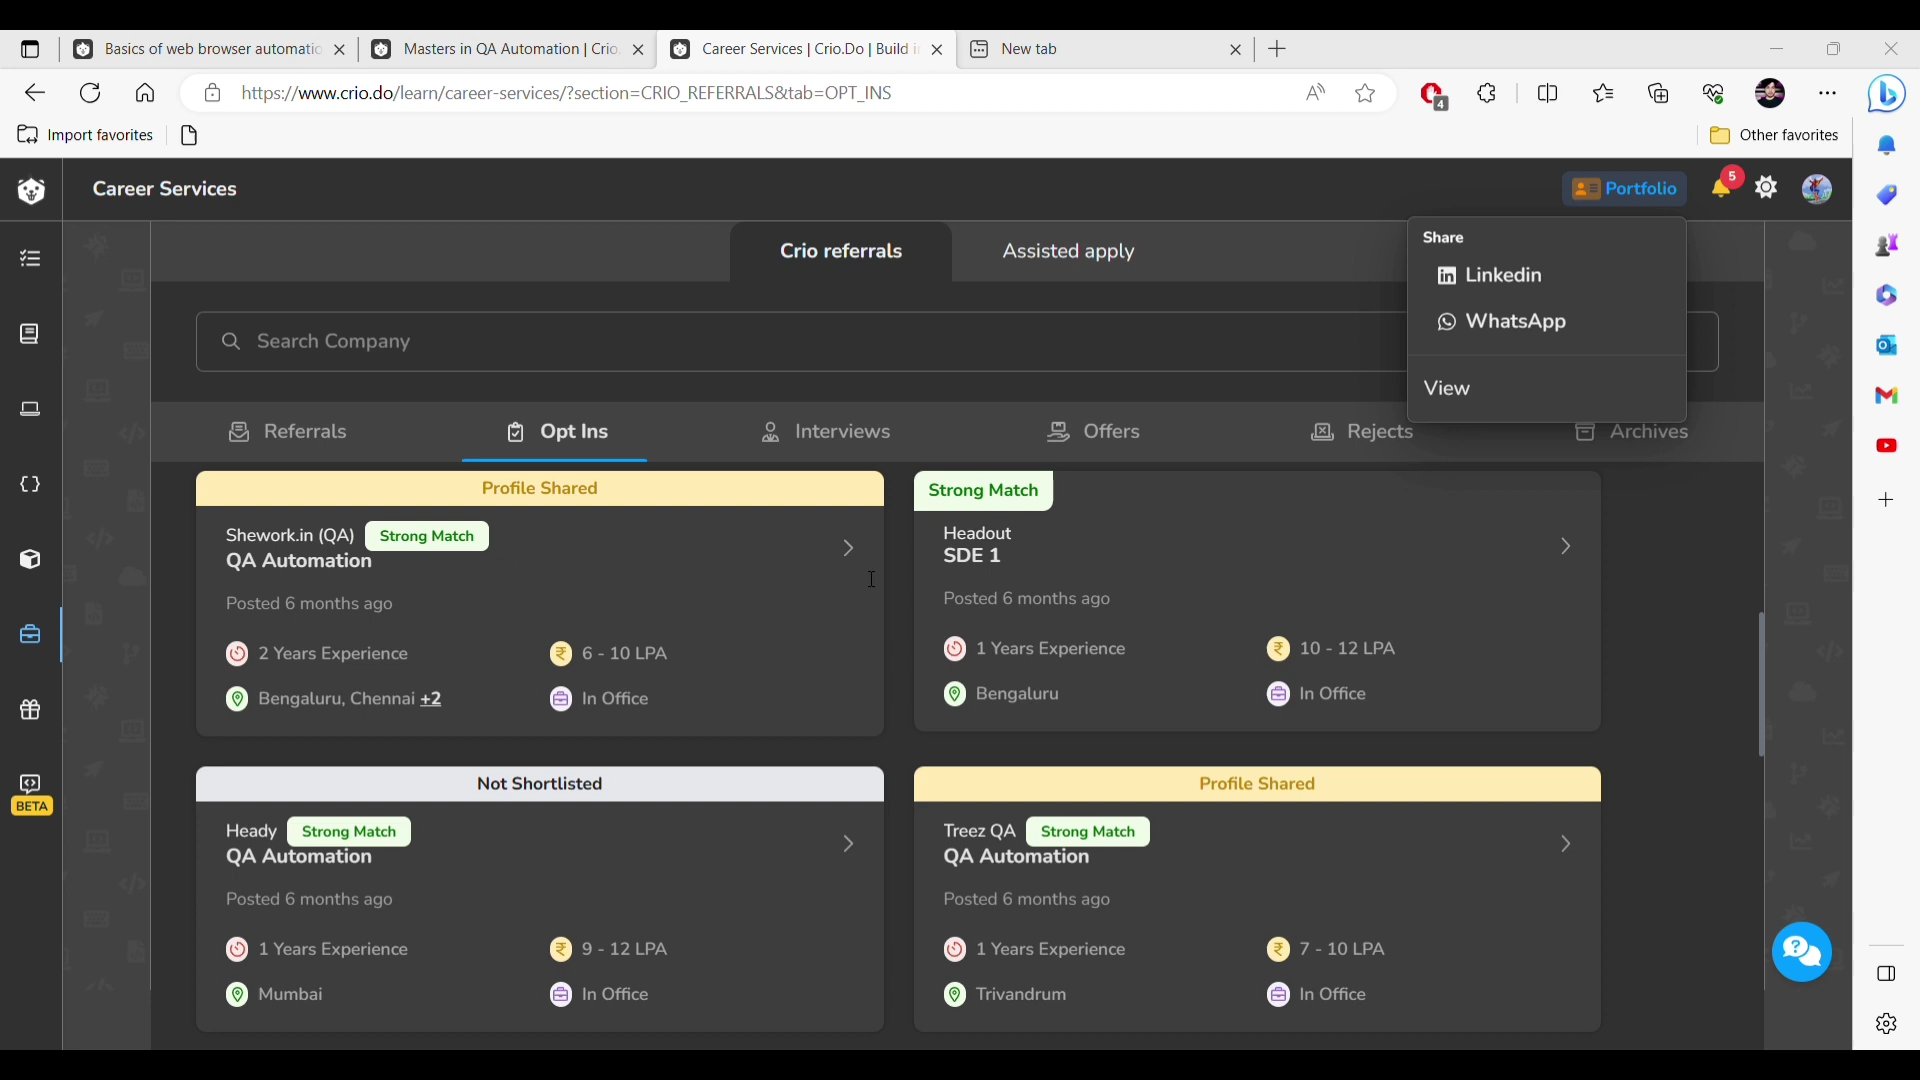 Basics of web browser automatio
Masters in QA Automation | Crio.
Career Services | Crio.Do | Build i
New tab
https://www.crio.do/learn/career-services/?section=CRIO_REFERRALS&tab=OPT_INS
4
Import favorites
Other favorites
Career Services
Portfolio
5
Crio referrals
Assisted apply
Share
Linkedin
WhatsApp
View
Search Company
Referrals
Opt Ins
Interviews
Offers
Rejects
Archives
Profile Shared
Shework.in (QA) Strong Match
QA Automation
Posted 6 months ago
2 Years Experience
6 - 10 LPA
Bengaluru, Chennai +2
In Office
Strong Match
Headout
SDE 1
Posted 6 months ago
1 Years Experience
10 - 12 LPA
Bengaluru
In Office
Not Shortlisted
Heady Strong Match
QA Automation
Posted 6 months ago
1 Years Experience
9 - 12 LPA
Mumbai
In Office
Profile Shared
Treez QA Strong Match
QA Automation
Posted 6 months ago
1 Years Experience
7 - 10 LPA
Trivandrum
In Office
BETA